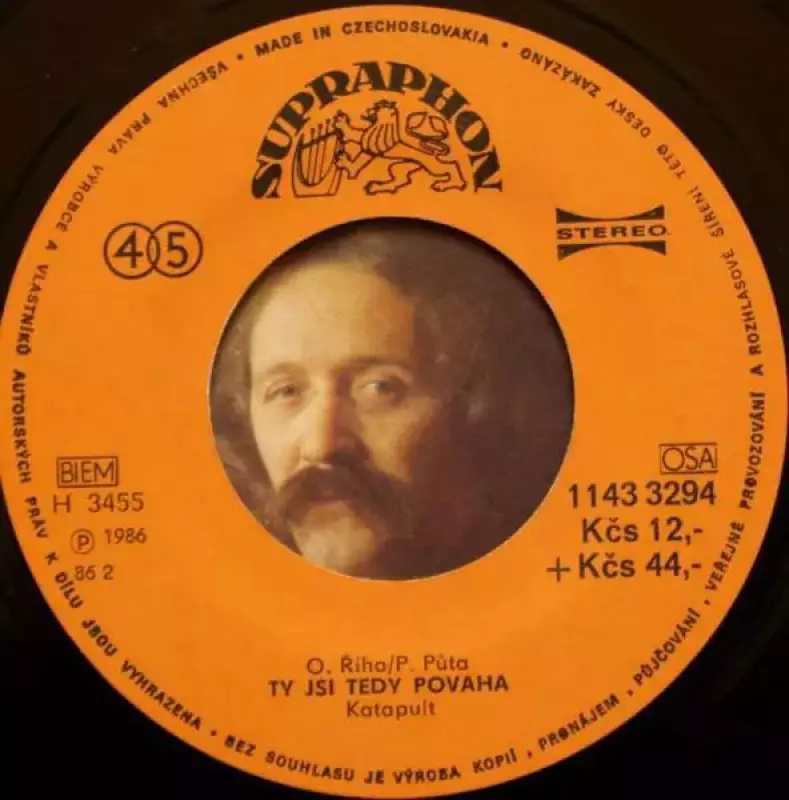 VŠECHNA PRÁVA VÝROBCE A VLASTNÍKŮ AUTORSKÝCH PRÁV K DÍLU JSOU VYHRAZENA • BEZ SOUHLASU JE VÝROBA KOPIÍ, PRONÁJEM, PŮJČOVÁNÍ, VEŘEJNÉ PROVOZOVÁNÍ A ROZHLASOVÉ ŠÍŘENÍ TÉTO DESKY ZAKÁZÁNO •
MADE IN CZECHOSLOVAKIA •
SUPRAPHON
45
STEREO
BIEM
H 3455
Ⓟ 1986
86 2
OSA
1143 3294
Kčs 12,-
+ Kčs 44,-
O. Říha/P. Půta
TY JSI TEDY POVAHA
Katapult